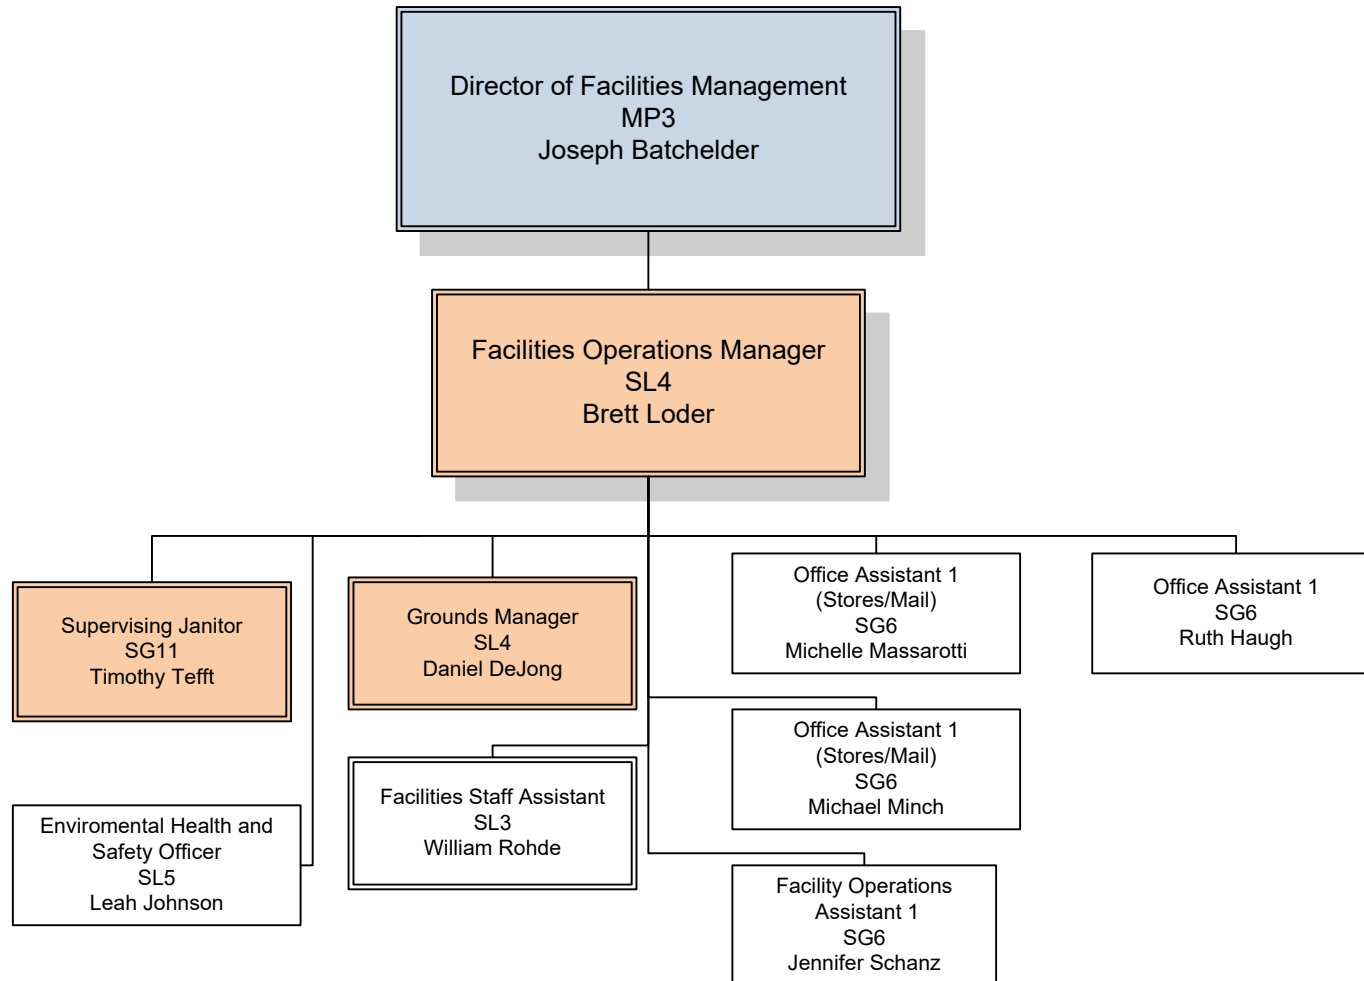 Director of Facilities Management
MP3
Joseph Batchelder
Facilities Operations Manager
SL4
Brett Loder
Supervising Janitor
SG11
Timothy Tefft
Grounds Manager
SL4
Daniel DeJong
Office Assistant 1
(Stores/Mail)
SG6
Michelle Massarotti
Office Assistant 1
SG6
Ruth Haugh
Enviromental Health and
Safety Officer
SL5
Leah Johnson
Facilities Staff Assistant
SL3
William Rohde
Office Assistant 1
(Stores/Mail)
SG6
Michael Minch
Facility Operations
Assistant 1
SG6
Jennifer Schanz